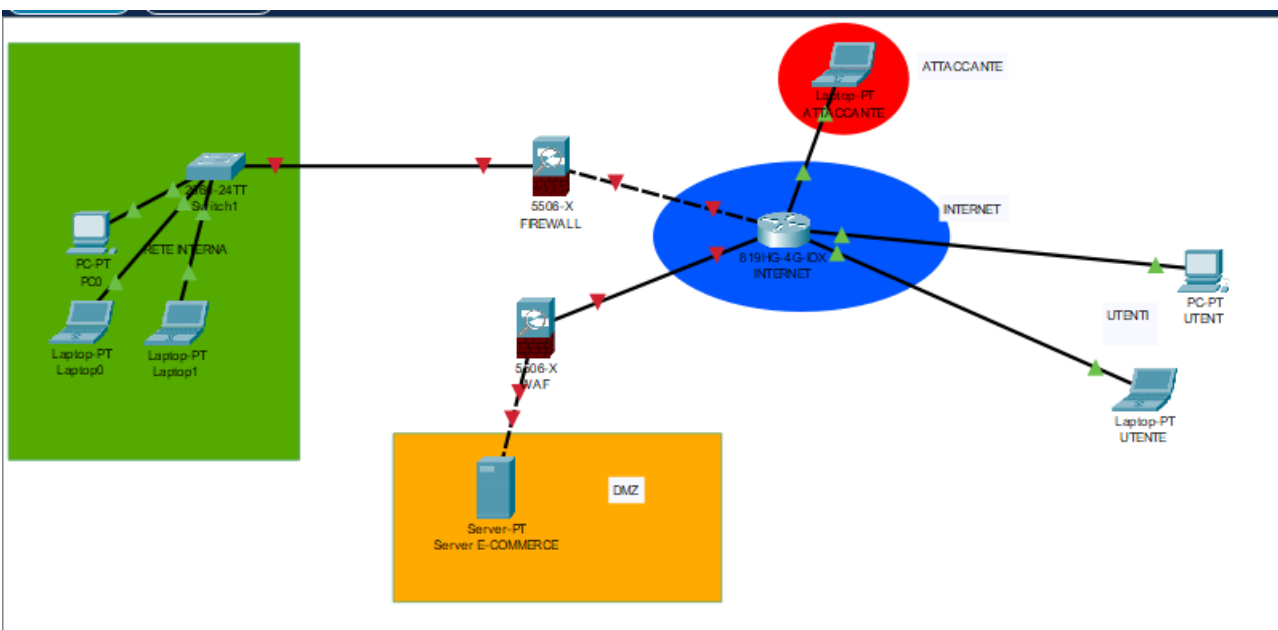 ATTACCANTE
Laptop-PT
ATTACCANTE
2960-24TT
Switch1
5506-X
FIREWALL
INTERNET
RETE INTERNA
PC-PT
PC0
819HG-4G-IOX
INTERNET
PC-PT
UTENT
UTENTI
Laptop-PT
Laptop0
Laptop-PT
Laptop1
5506-X
WAF
Laptop-PT
UTENTE
DMZ
Server-PT
Server E-COMMERCE